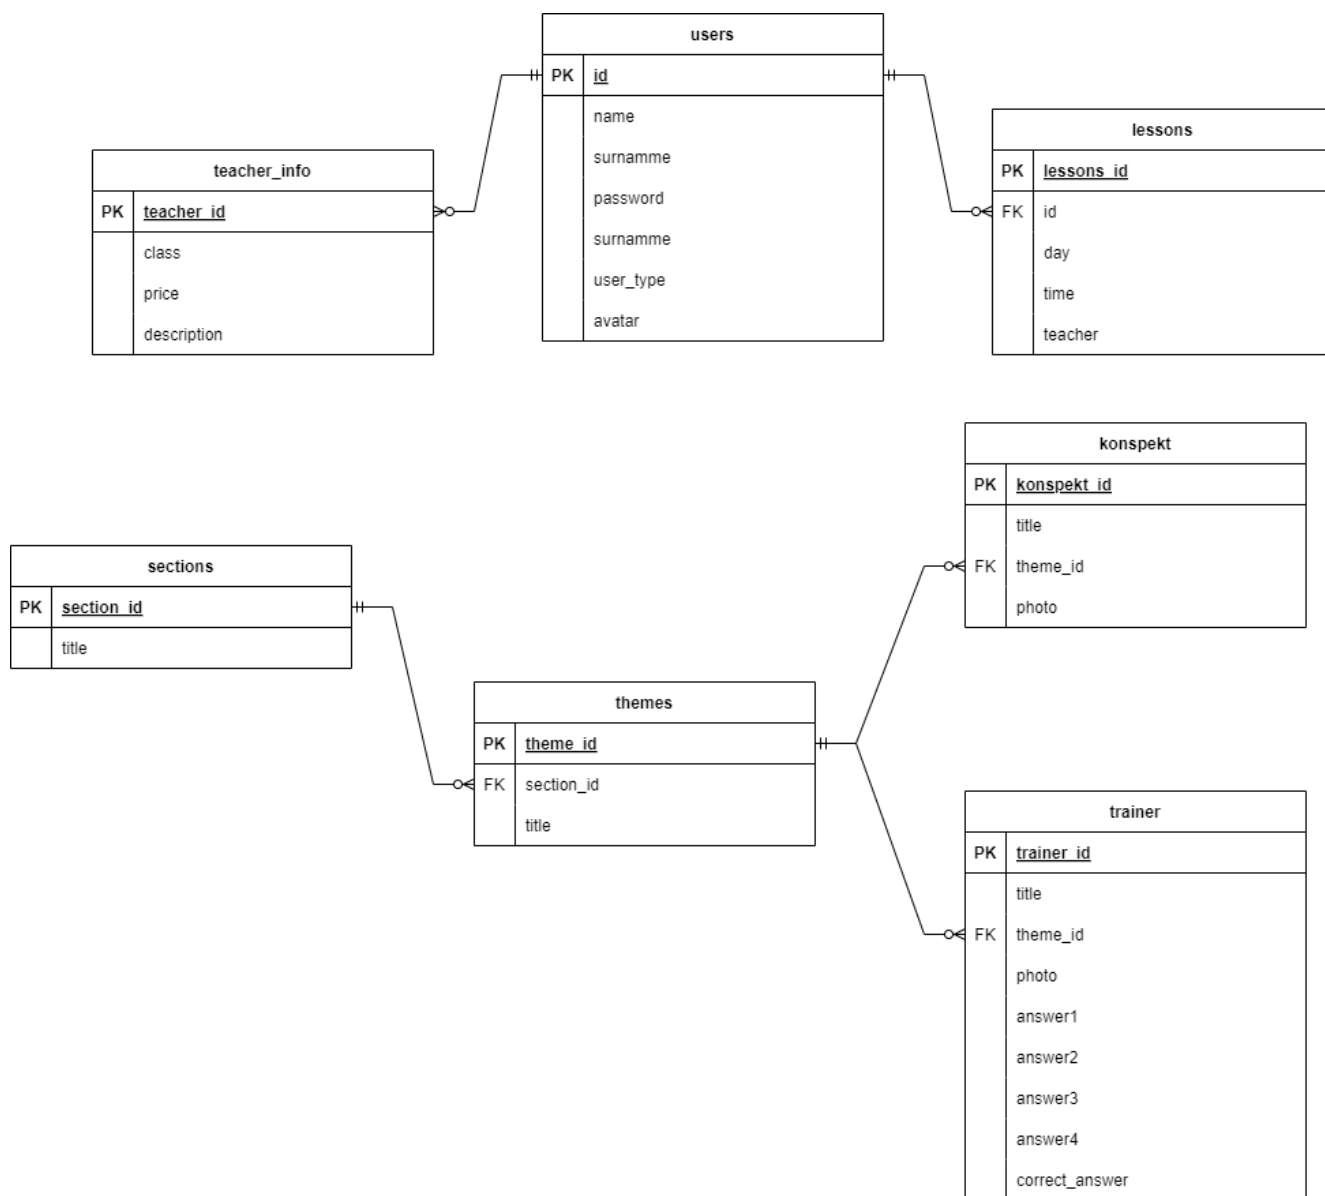 users
PK id
name
surnamme
password
surnamme
user_type
avatar
teacher_info
PK teacher_id
class
price
description
lessons
PK lessons_id
FK id
day
time
teacher
konspekt
PK konspekt_id
title
FK theme_id
photo
sections
PK section_id
title
themes
PK theme_id
FK section_id
title
trainer
PK trainer_id
title
FK theme_id
photo
answer1
answer2
answer3
answer4
correct_answer